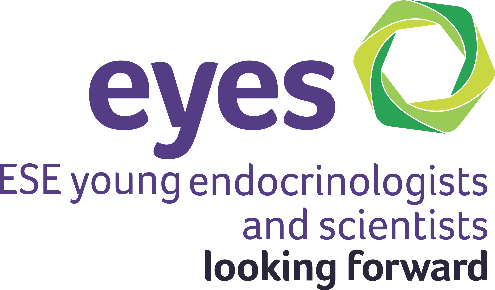 eyes
ESE young endocrinologists
and scientists
looking forward